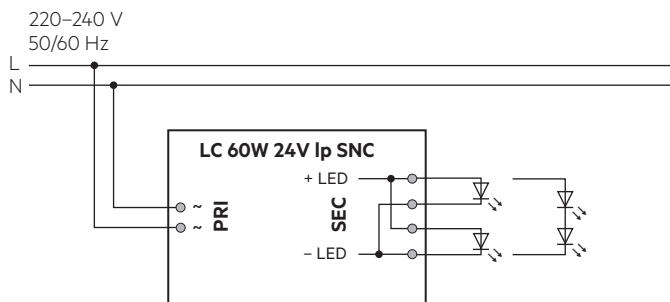 220–240 V
50/60 Hz
L
N
LC 60W 24V lp SNC
+ LED
~
PRI
~
SEC
– LED